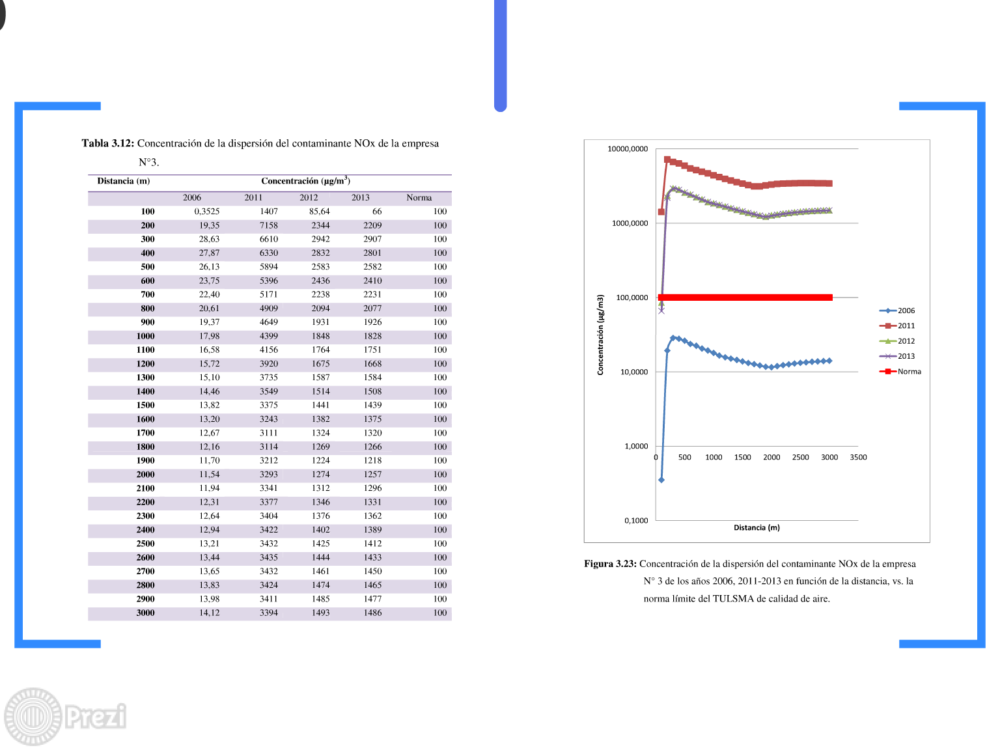 Tabla 3.12: Concentración de la dispersión del contaminante NOx de la empresa
N°3.
Distancia (m) Concentración (µg/m³)
2006 2011 2012 2013 Norma
100 0,3525 1407 85,64 66 100
200 19,35 7158 2344 2209 100
300 28,63 6610 2942 2907 100
400 27,87 6330 2832 2801 100
500 26,13 5894 2583 2582 100
600 23,75 5396 2436 2410 100
700 22,40 5171 2238 2231 100
800 20,61 4909 2094 2077 100
900 19,37 4649 1931 1926 100
1000 17,98 4399 1848 1828 100
1100 16,58 4156 1764 1751 100
1200 15,72 3920 1675 1668 100
1300 15,10 3735 1587 1584 100
1400 14,46 3549 1514 1508 100
1500 13,82 3375 1441 1439 100
1600 13,20 3243 1382 1375 100
1700 12,67 3111 1324 1320 100
1800 12,16 3114 1269 1266 100
1900 11,70 3212 1224 1218 100
2000 11,54 3293 1274 1257 100
2100 11,94 3341 1312 1296 100
2200 12,31 3377 1346 1331 100
2300 12,64 3404 1376 1362 100
2400 12,94 3422 1402 1389 100
2500 13,21 3432 1425 1412 100
2600 13,44 3435 1444 1433 100
2700 13,65 3432 1461 1450 100
2800 13,83 3424 1474 1465 100
2900 13,98 3411 1485 1477 100
3000 14,12 3394 1493 1486 100
10000,0000
1000,0000
100,0000
10,0000
1,0000
0,1000
Concentración (µg/m3)
0 500 1000 1500 2000 2500 3000 3500
Distancia (m)
2006
2011
2012
2013
Norma
Figura 3.23: Concentración de la dispersión del contaminante NOx de la empresa
N° 3 de los años 2006, 2011-2013 en función de la distancia, vs. la
norma límite del TULSMA de calidad de aire.
Prezi